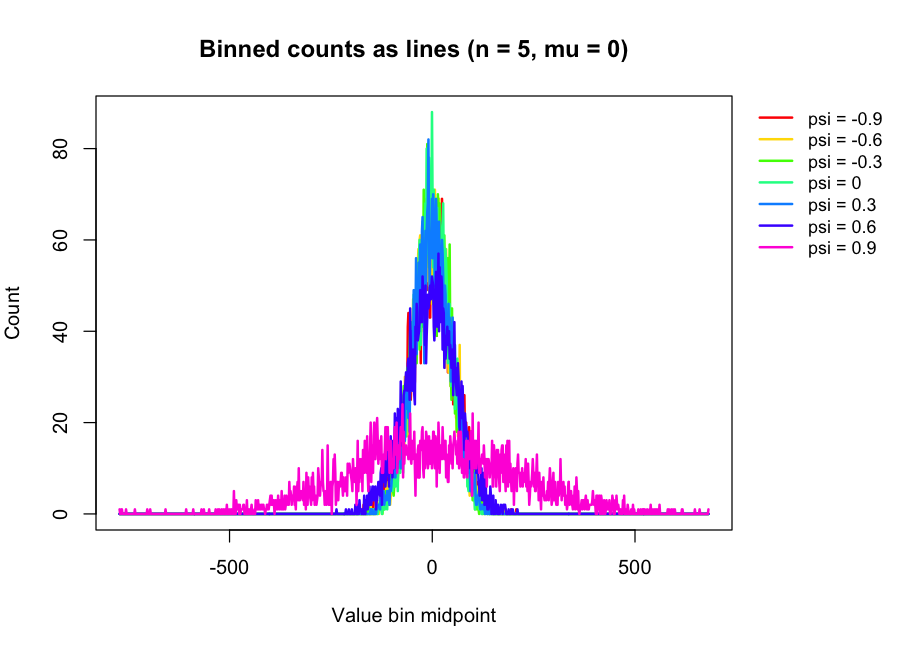 Binned counts as lines (n = 5, mu = 0)
psi = -0.9
psi = -0.6
psi = -0.3
psi = 0
psi = 0.3
psi = 0.6
psi = 0.9
Count
80
60
40
20
0
-500 0 500
Value bin midpoint